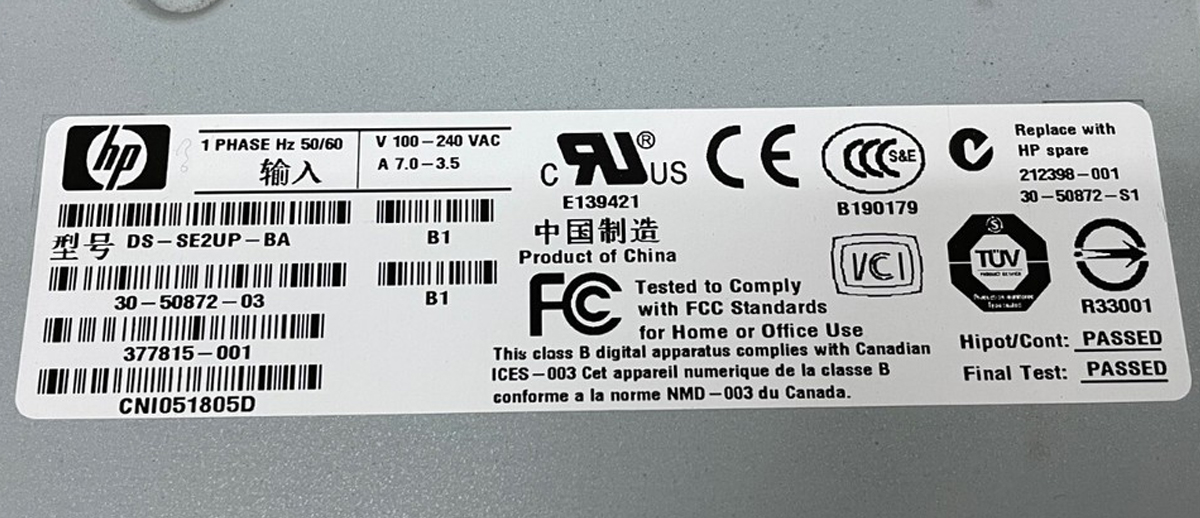 hp
1 PHASE Hz 50/60
输入
V 100-240 VAC
A 7.0-3.5
型号 DS-SE2UP-BA
B1
30-50872-03
B1
377815-001
CNI051805D
C RU US ®
E139421
中国制造
Product of China
CE
CCC S&E
B190179
Replace with
HP spare
212398-001
30-50872-S1
FCC
Tested to Comply
with FCC Standards
for Home or Office Use
VCI
TÜV
PRODUCT SERVICE
R33001
This class B digital apparatus complies with Canadian
ICES-003 Cet appareil numerique de la classe B
conforme a la norme NMD-003 du Canada.
Hipot/Cont: PASSED
Final Test: PASSED